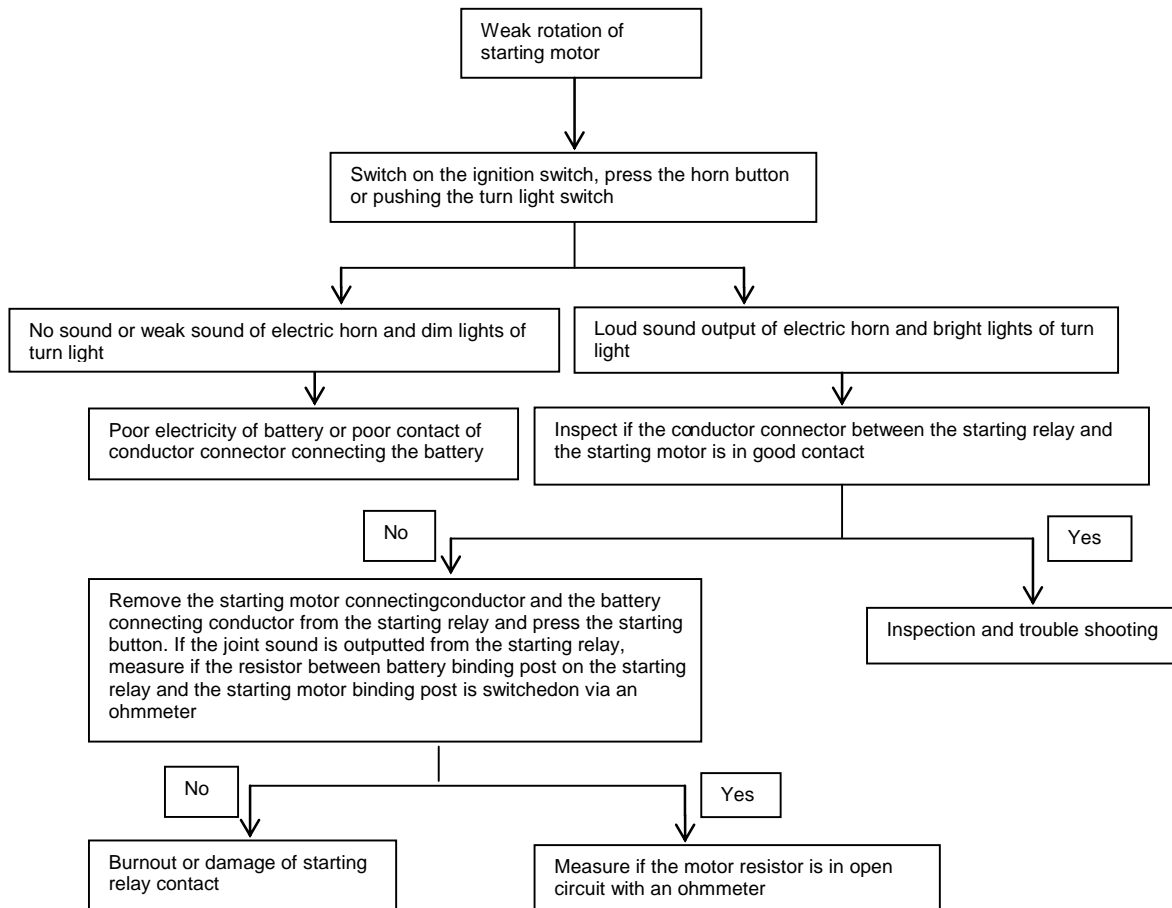 Weak rotation of
starting motor
Switch on the ignition switch, press the horn button
or pushing the turn light switch
No sound or weak sound of electric horn and dim lights of
turn light
Loud sound output of electric horn and bright lights of turn
light
Poor electricity of battery or poor contact of
conductor connector connecting the battery
Inspect if the conductor connector between the starting relay and
the starting motor is in good contact
No
Yes
Remove the starting motor connectingconductor and the battery
connecting conductor from the starting relay and press the starting
button. If the joint sound is outputted from the starting relay,
measure if the resistor between battery binding post on the starting
relay and the starting motor binding post is switchedon via an
ohmmeter
Inspection and trouble shooting
No
Yes
Burnout or damage of starting
relay contact
Measure if the motor resistor is in open
circuit with an ohmmeter